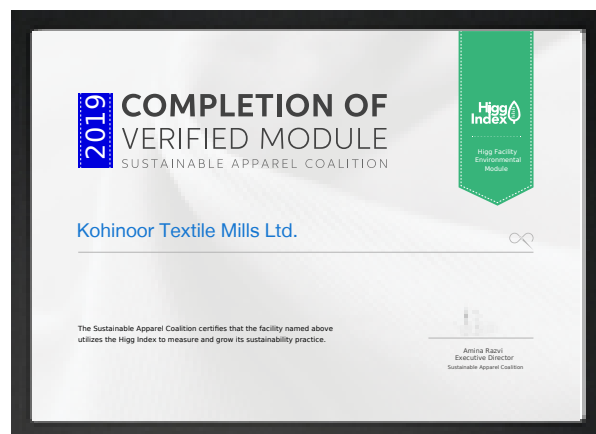 2019
COMPLETION OF
VERIFIED MODULE
SUSTAINABLE APPAREL COALITION
Higg
Index
Higg Facility
Environmental
Module
Kohinoor Textile Mills Ltd.
The Sustainable Apparel Coalition certifies that the facility named above
utilizes the Higg Index to measure and grow its sustainability practice.
Amina Razvi
Executive Director
Sustainable Apparel Coalition